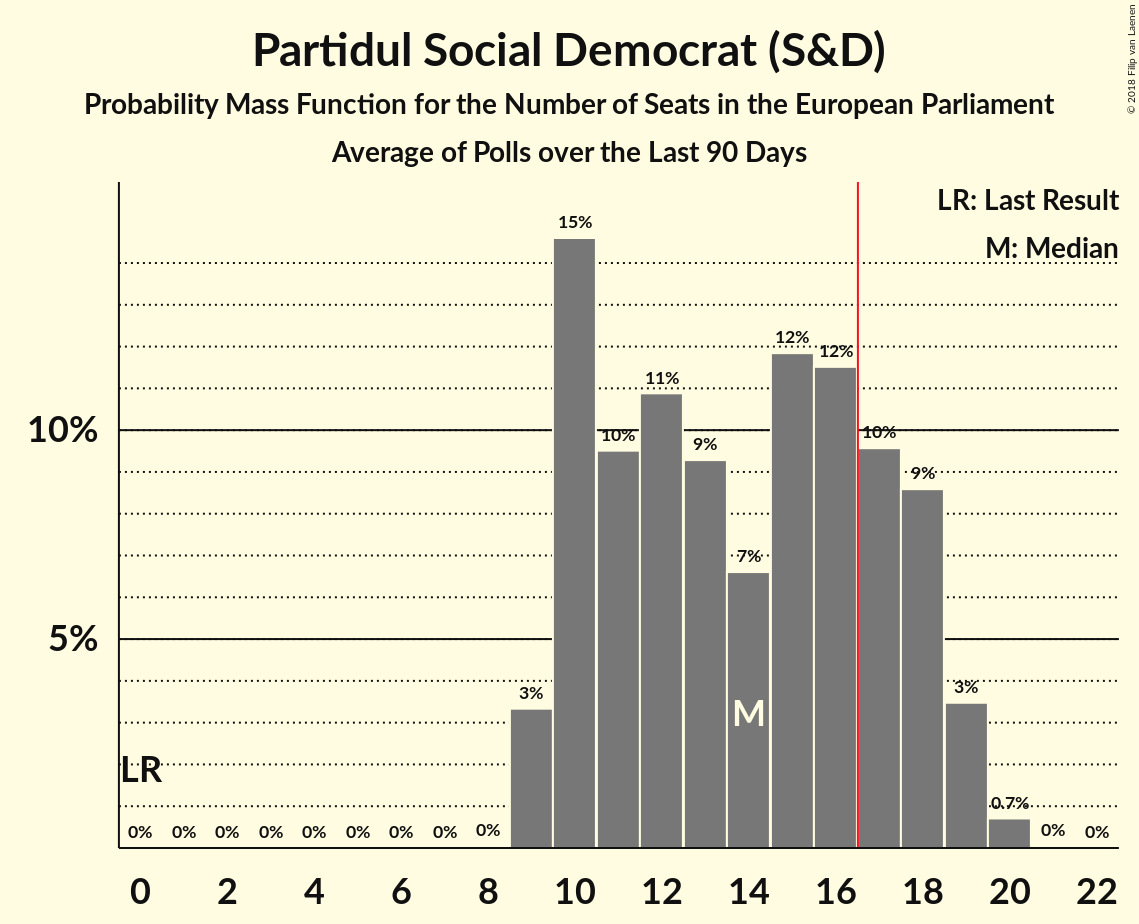 Partidul Social Democrat (S&D)
Probability Mass Function for the Number of Seats in the European Parliament
Average of Polls over the Last 90 Days
© 2018 Filip van Laenen
LR: Last Result
M: Median
15%
12%
12%
11%
10%
10%
10%
9%
9%
7%
5%
3%
3%
M
LR
0.7%
0% 0% 0% 0% 0% 0% 0% 0% 0% 0% 0%
0 2 4 6 8 10 12 14 16 18 20 22